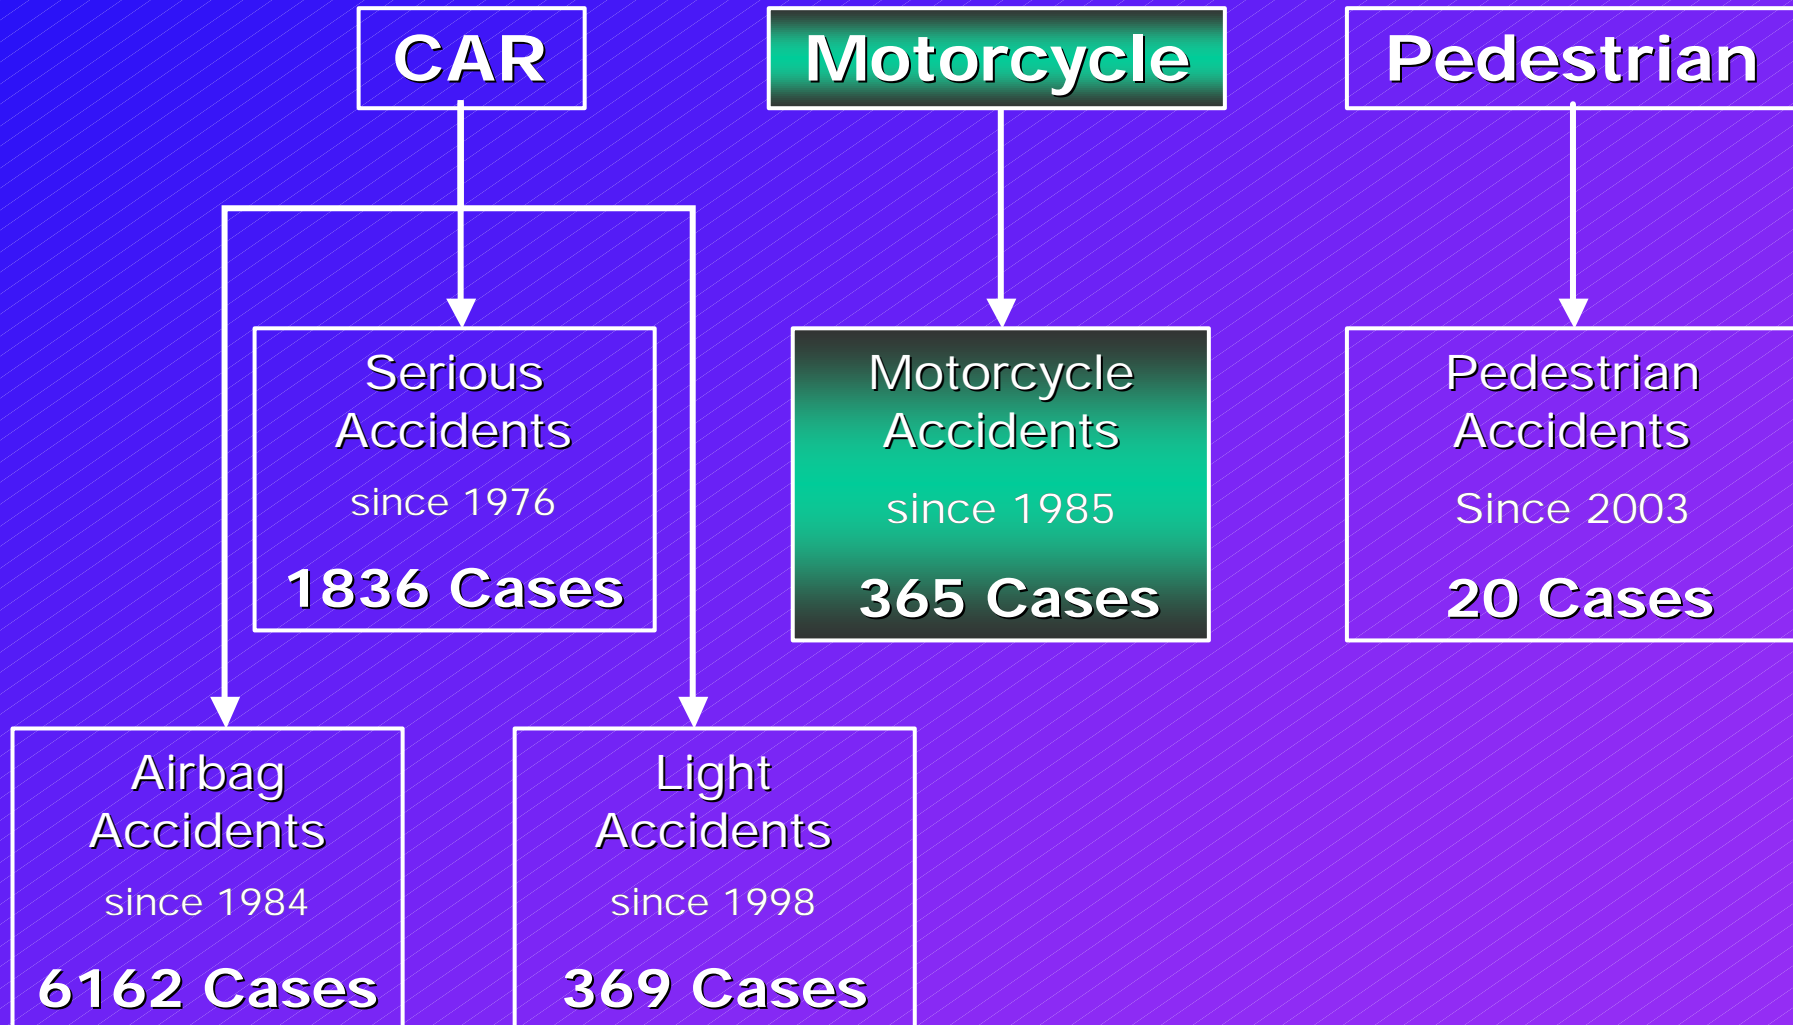 CAR
Motorcycle
Pedestrian
Serious
Accidents
since 1976
1836 Cases
Motorcycle
Accidents
since 1985
365 Cases
Pedestrian
Accidents
Since 2003
20 Cases
Airbag
Accidents
since 1984
6162 Cases
Light
Accidents
since 1998
369 Cases